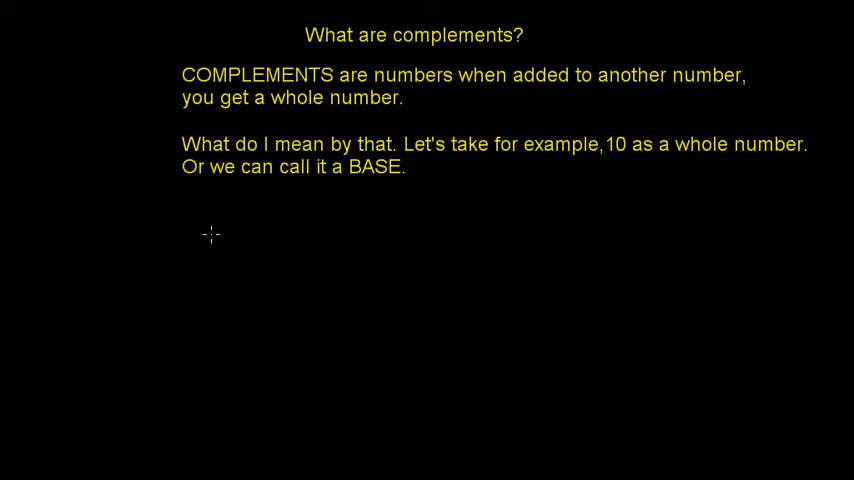 What are complements?
COMPLEMENTS are numbers when added to another number,
you get a whole number.
What do I mean by that. Let's take for example,10 as a whole number.
Or we can call it a BASE.